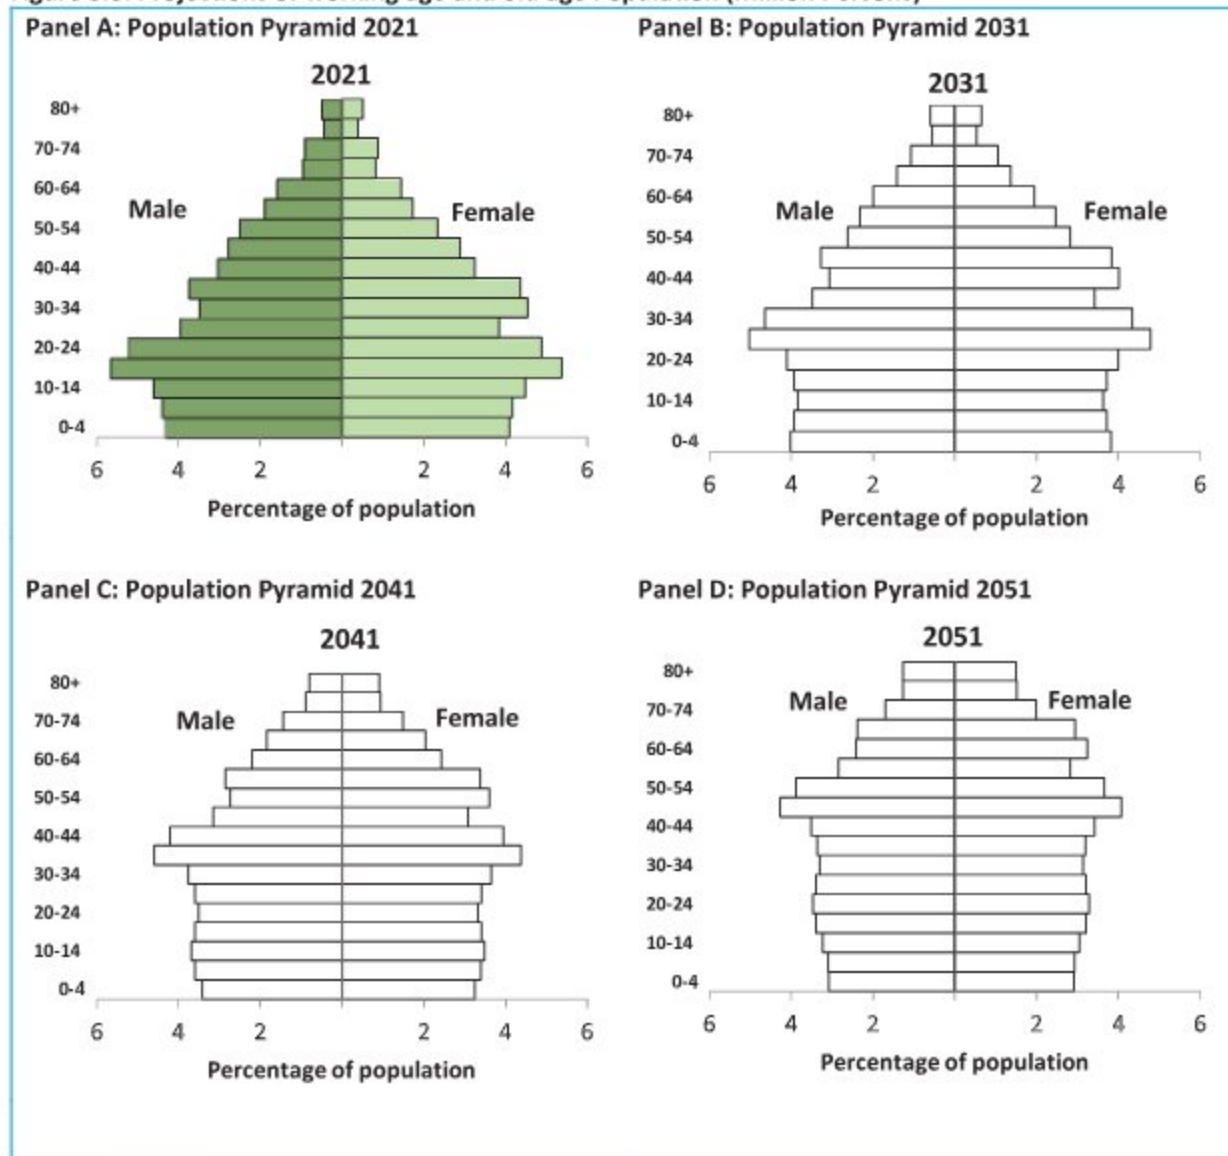 Panel A: Population Pyramid 2021
2021
80+
70-74
60-64
50-54
40-44
30-34
20-24
10-14
0-4
Male
Female
6 4 2 2 4 6
Percentage of population
Panel B: Population Pyramid 2031
2031
80+
70-74
60-64
50-54
40-44
30-34
20-24
10-14
0-4
Male
Female
6 4 2 2 4 6
Percentage of population
Panel C: Population Pyramid 2041
2041
80+
70-74
60-64
50-54
40-44
30-34
20-24
10-14
0-4
Male
Female
6 4 2 2 4 6
Percentage of population
Panel D: Population Pyramid 2051
2051
80+
70-74
60-64
50-54
40-44
30-34
20-24
10-14
0-4
Male
Female
6 4 2 2 4 6
Percentage of population